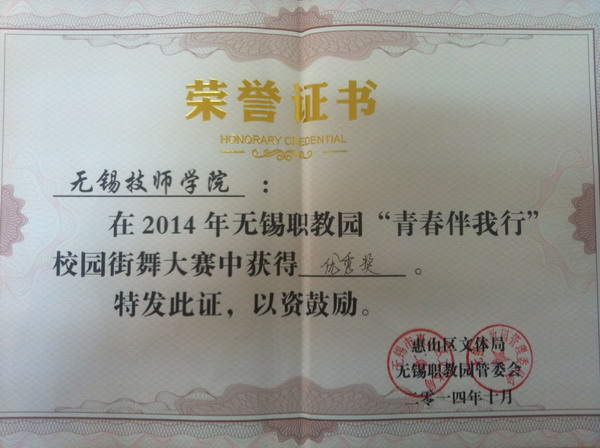 荣誉证书
HONORARY CREDENTIAL
无锡技师学院：
在2014年无锡职教园“青春伴我行”
校园街舞大赛中获得 优秀奖 。
特发此证，以资鼓励。
惠山区文体局
无锡职教园管委会
二零一四年十月